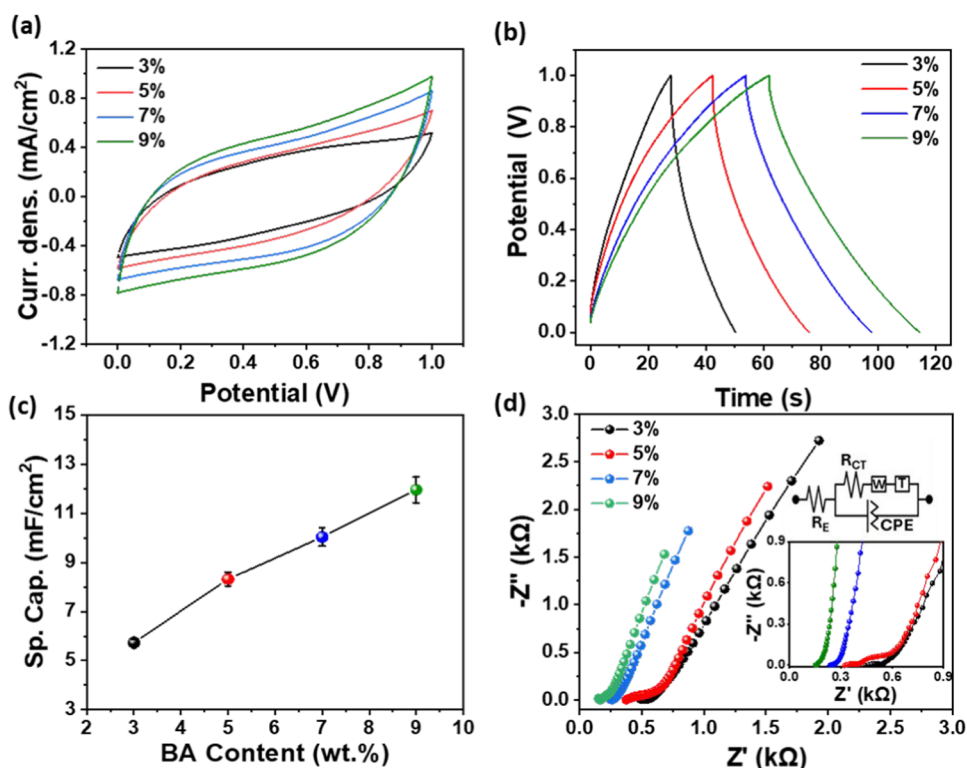 (a)
1.2
0.8
0.4
0.0
-0.4
-0.8
-1.2
Curr. dens. (mA/cm²)
3%
5%
7%
9%
0.0 0.2 0.4 0.6 0.8 1.0
Potential (V)
(b)
1.0
0.8
0.6
0.4
0.2
0.0
Potential (V)
3%
5%
7%
9%
0 20 40 60 80 100 120
Time (s)
(c)
15
13
11
9
7
5
3
Sp. Cap. (mF/cm²)
2 3 4 5 6 7 8 9 10
BA Content (wt.%)
(d)
3.0
2.5
2.0
1.5
1.0
0.5
0.0
-Z" (kΩ)
3%
5%
7%
9%
R_CT
W T
R_E
CPE
0.9
0.6
0.3
0.0
-Z" (kΩ)
0.0 0.3 0.6 0.9
Z' (kΩ)
0.0 0.5 1.0 1.5 2.0 2.5 3.0
Z' (kΩ)